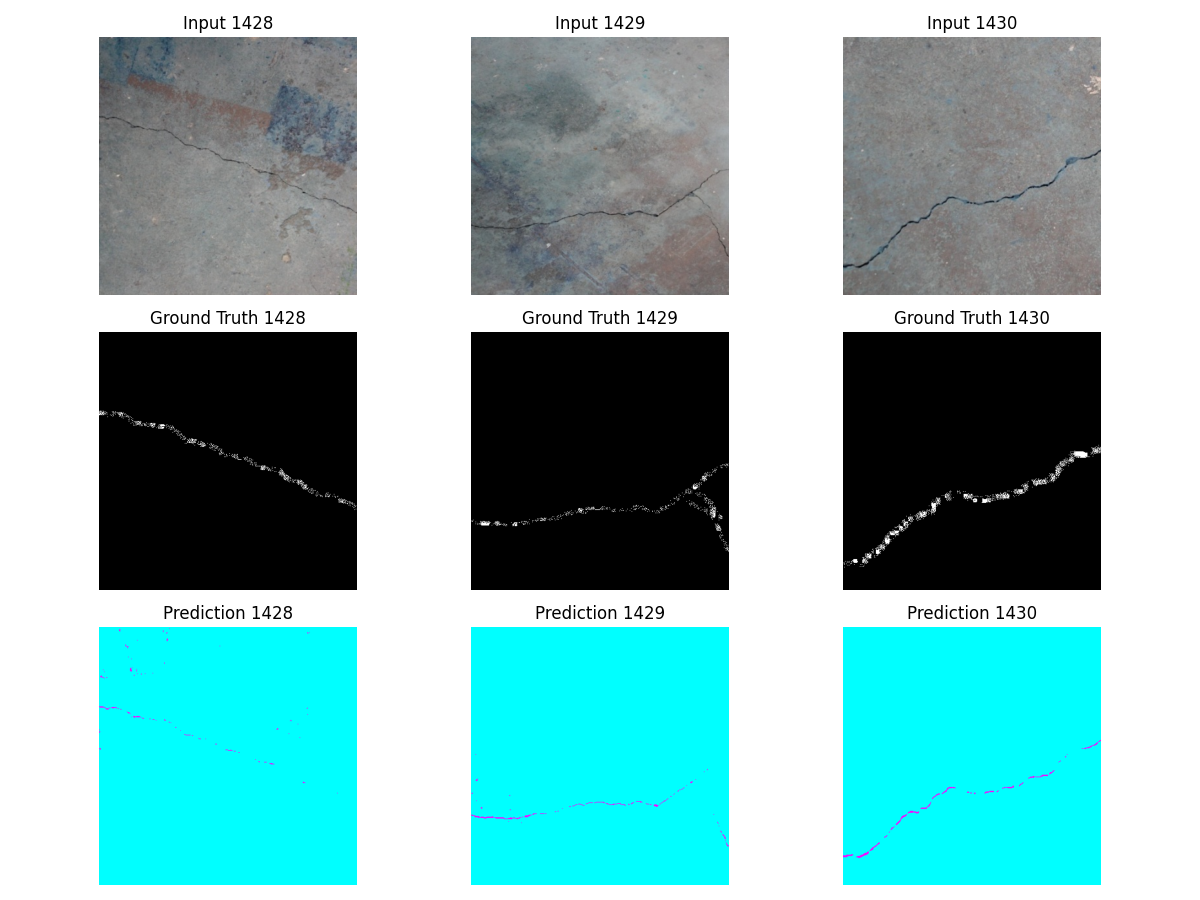 Input 1428
Input 1429
Input 1430
Ground Truth 1428
Ground Truth 1429
Ground Truth 1430
Prediction 1428
Prediction 1429
Prediction 1430